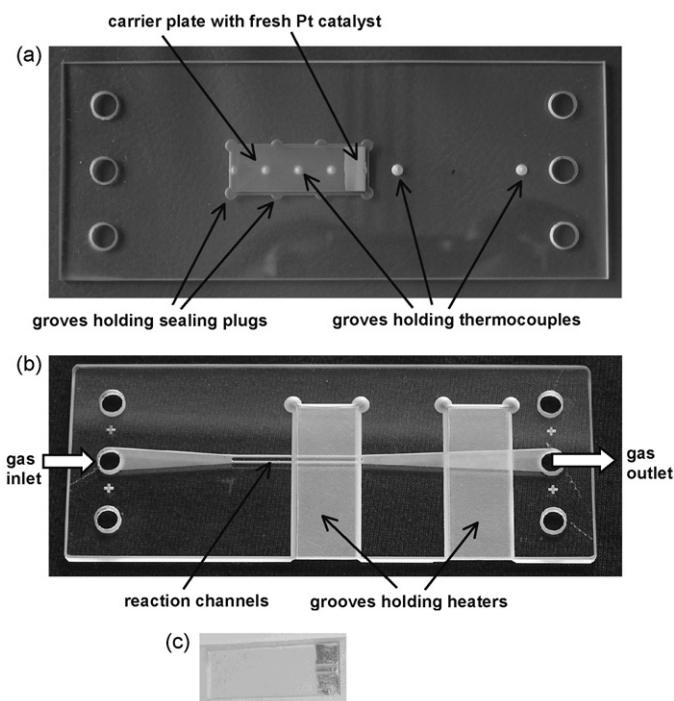 carrier plate with fresh Pt catalyst
(a)
groves holding sealing plugs
groves holding thermocouples
(b)
gas
inlet
gas
outlet
reaction channels
grooves holding heaters
(c)